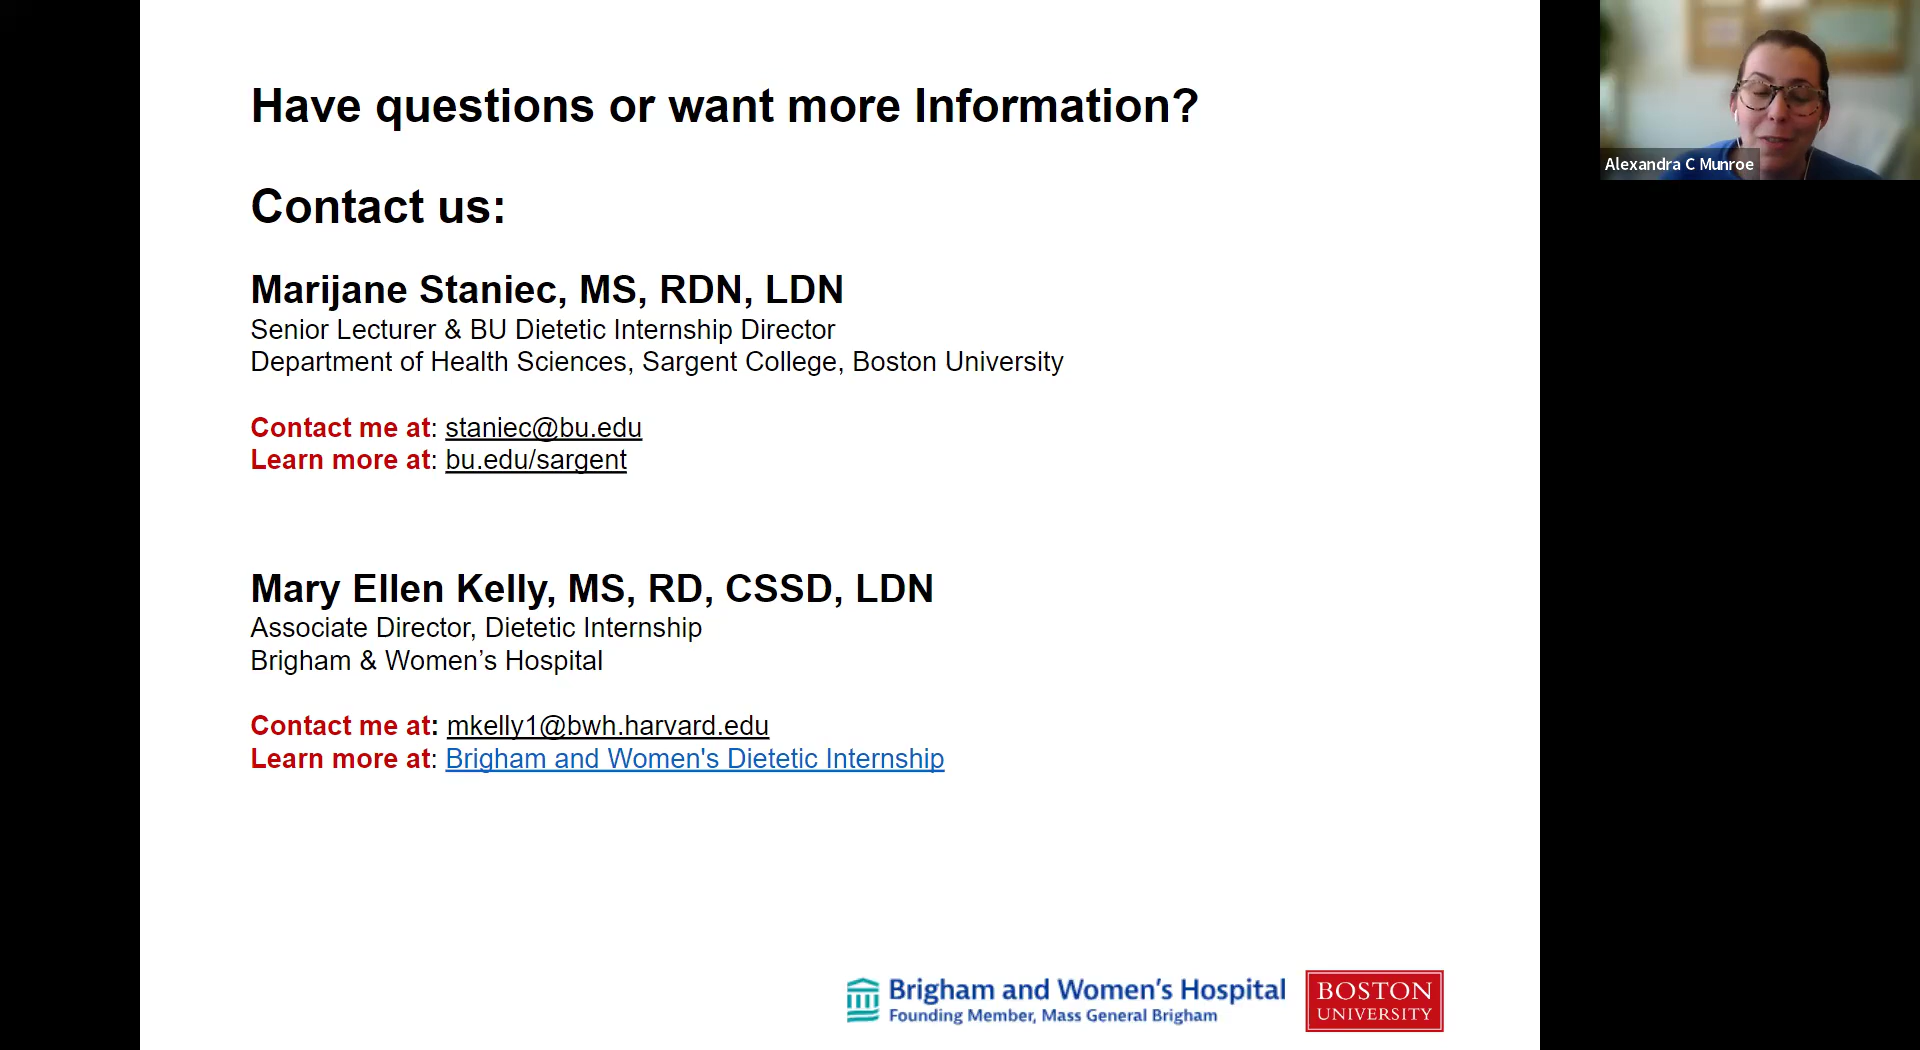 Have questions or want more Information?
Contact us:
Marijane Staniec, MS, RDN, LDN
Senior Lecturer & BU Dietetic Internship Director
Department of Health Sciences, Sargent College, Boston University
Contact me at: staniec@bu.edu
Learn more at: bu.edu/sargent
Mary Ellen Kelly, MS, RD, CSSD, LDN
Associate Director, Dietetic Internship
Brigham & Women’s Hospital
Contact me at: mkelly1@bwh.harvard.edu
Learn more at: Brigham and Women's Dietetic Internship
Brigham and Women’s Hospital
Founding Member, Mass General Brigham
BOSTON
UNIVERSITY
Alexandra C Munroe